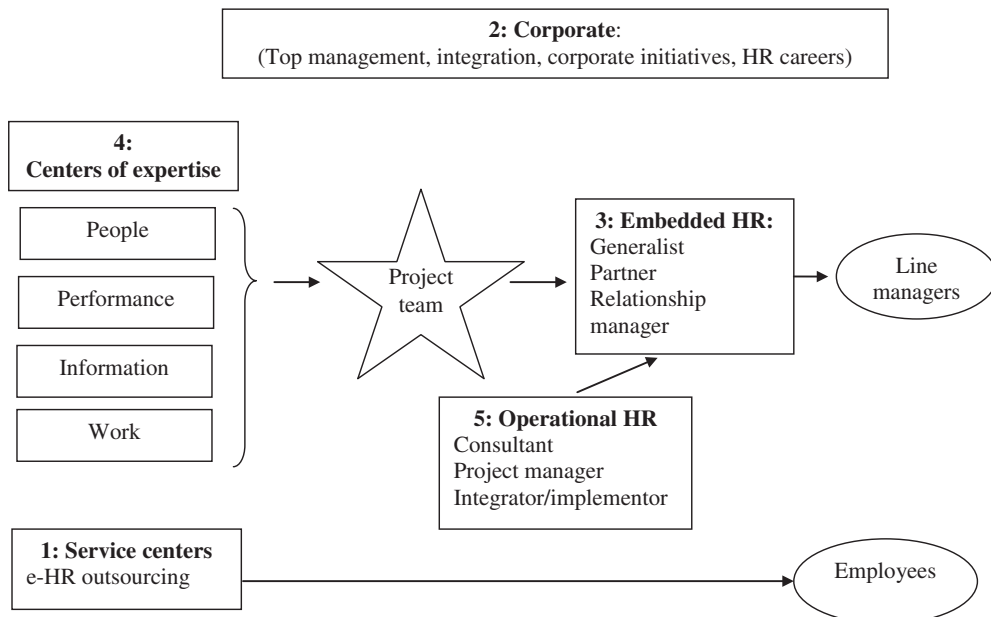 2: Corporate:
(Top management, integration, corporate initiatives, HR careers)
4:
Centers of expertise
People
Performance
Information
Work
Project
team
3: Embedded HR:
Generalist
Partner
Relationship
manager
Line
managers
5: Operational HR
Consultant
Project manager
Integrator/implementor
1: Service centers
e-HR outsourcing
Employees